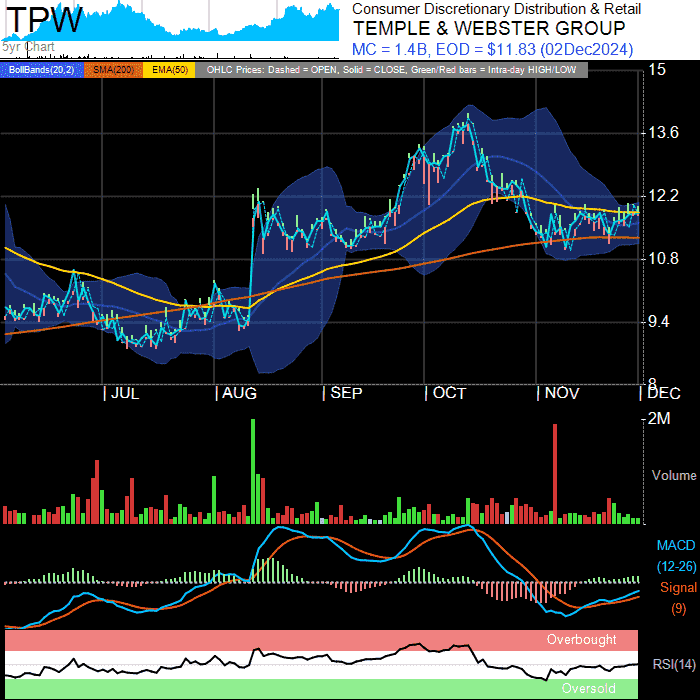 TPW
5yr Chart
Consumer Discretionary Distribution & Retail
TEMPLE & WEBSTER GROUP
MC = 1.4B, EOD = $11.83 (02Dec2024)
BollBands(20,2) SMA(200) EMA(50) OHLC Prices: Dashed = OPEN, Solid = CLOSE, Green/Red bars = Intra-day HIGH/LOW
15
13.6
12.2
10.8
9.4
8
JUL AUG SEP OCT NOV DEC
2M
Volume
MACD
(12-26)
Signal
(9)
Overbought
RSI(14)
Oversold